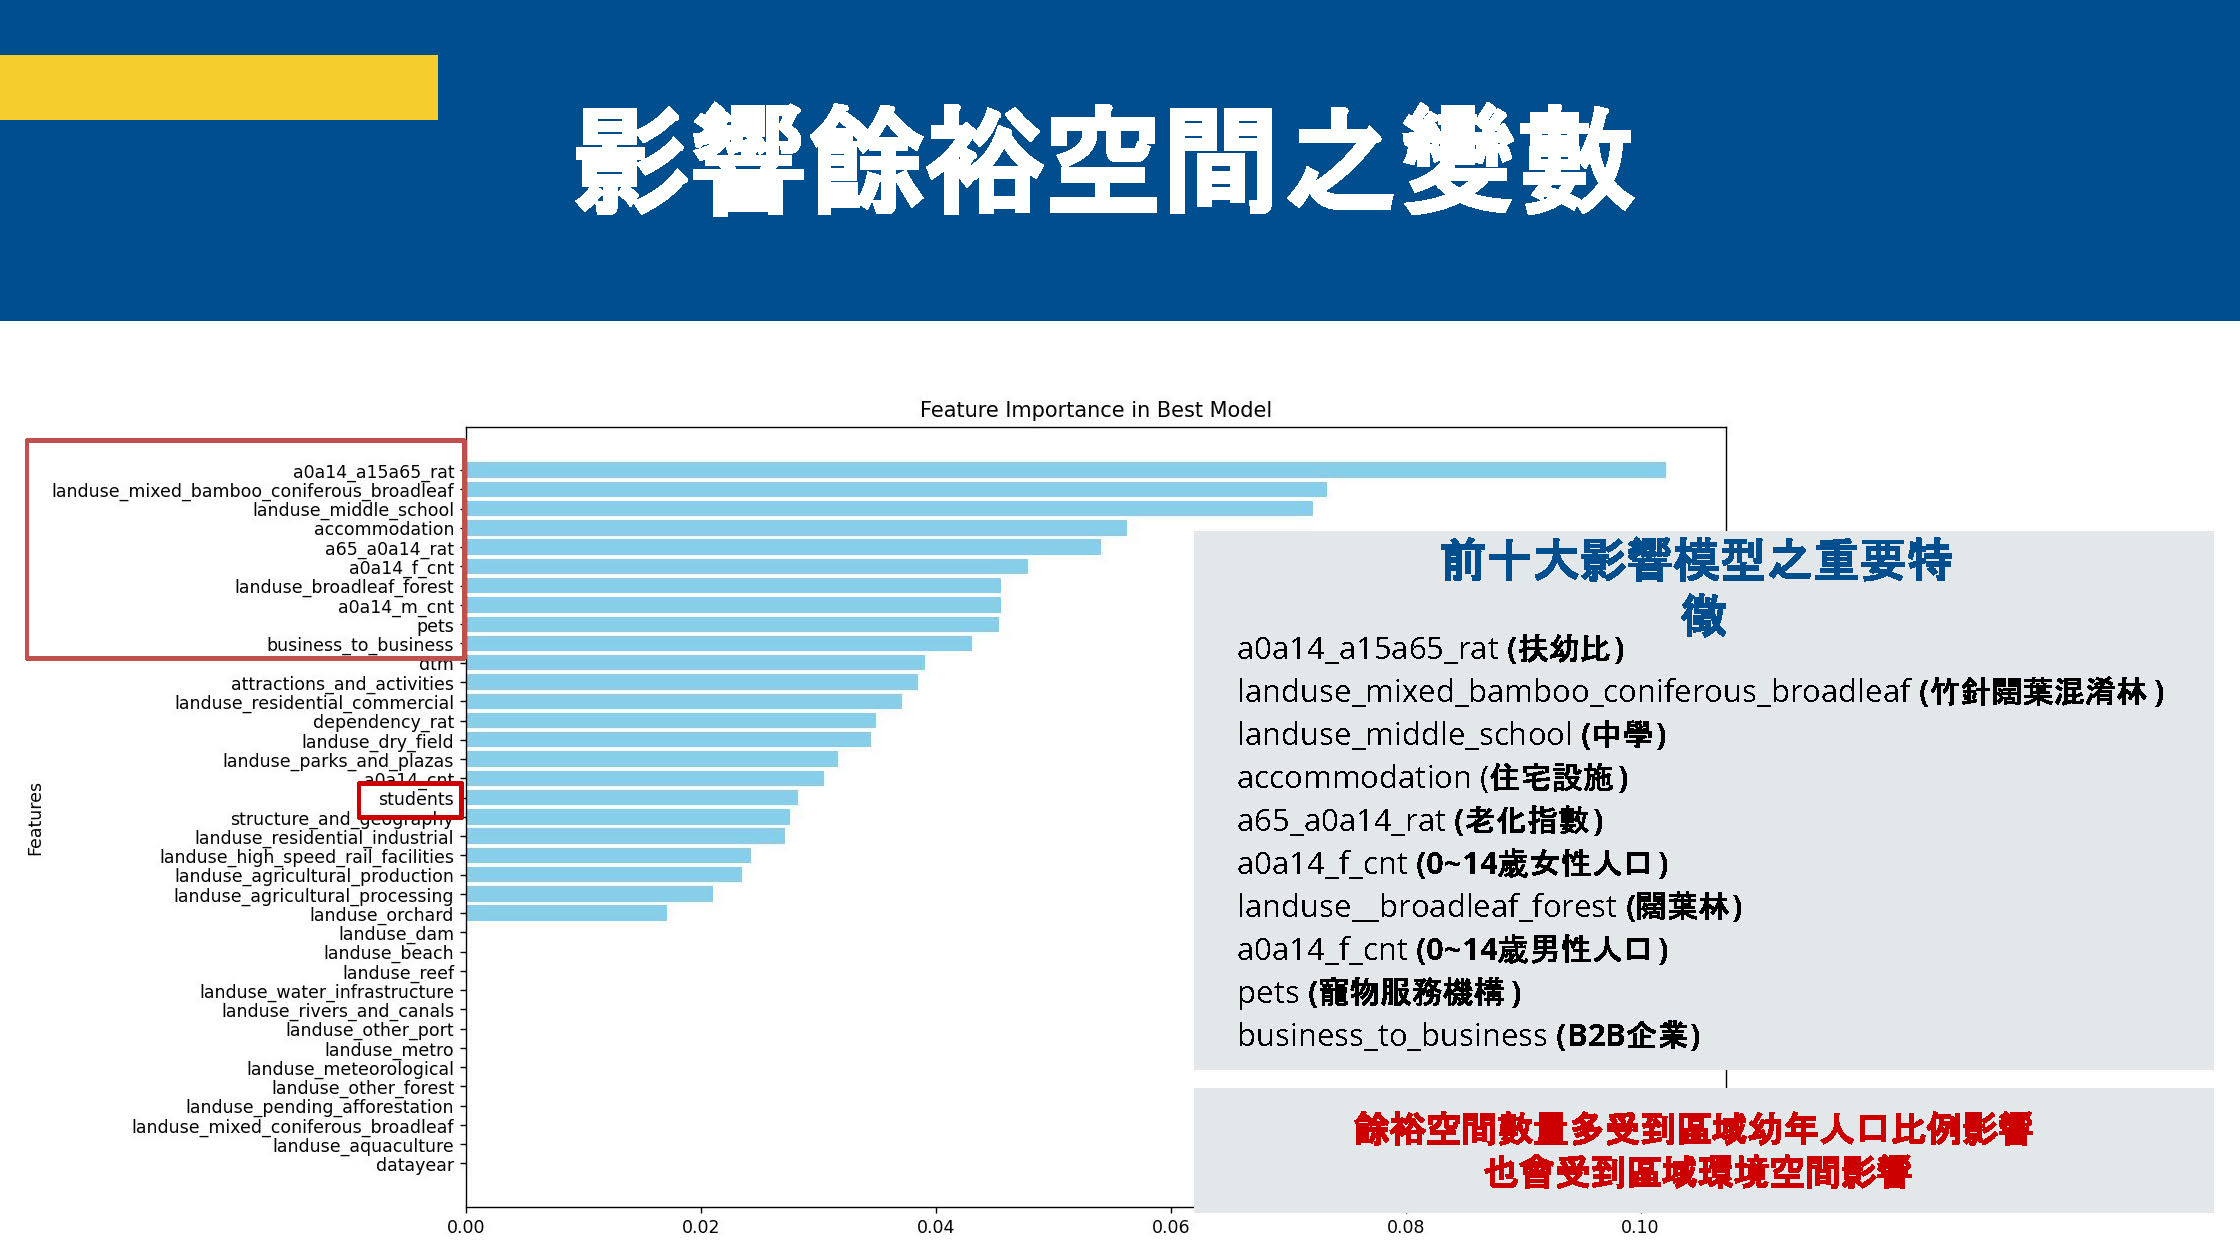 影響餘裕空間之變數
Feature Importance in Best Model
Features
a0a14_a15a65_rat
landuse_mixed_bamboo_coniferous_broadleaf
landuse_middle_school
accommodation
a65_a0a14_rat
a0a14_f_cnt
landuse_broadleaf_forest
a0a14_m_cnt
pets
business_to_business
dtm
attractions_and_activities
landuse_residential_commercial
dependency_rat
landuse_dry_field
landuse_parks_and_plazas
a0a14_cnt
students
structure_and_geography
landuse_residential_industrial
landuse_high_speed_rail_facilities
landuse_agricultural_production
landuse_agricultural_processing
landuse_orchard
landuse_dam
landuse_beach
landuse_reef
landuse_water_infrastructure
landuse_rivers_and_canals
landuse_other_port
landuse_metro
landuse_meteorological
landuse_other_forest
landuse_pending_afforestation
landuse_mixed_coniferous_broadleaf
landuse_aquaculture
datayear
0.00 0.02 0.04 0.06 0.08 0.10
前十大影響模型之重要特
徵
a0a14_a15a65_rat (扶幼比)
landuse_mixed_bamboo_coniferous_broadleaf (竹針闊葉混淆林)
landuse_middle_school (中學)
accommodation (住宅設施)
a65_a0a14_rat (老化指數)
a0a14_f_cnt (0~14歲女性人口)
landuse__broadleaf_forest (闊葉林)
a0a14_f_cnt (0~14歲男性人口)
pets (寵物服務機構)
business_to_business (B2B企業)
餘裕空間數量多受到區域幼年人口比例影響
也會受到區域環境空間影響